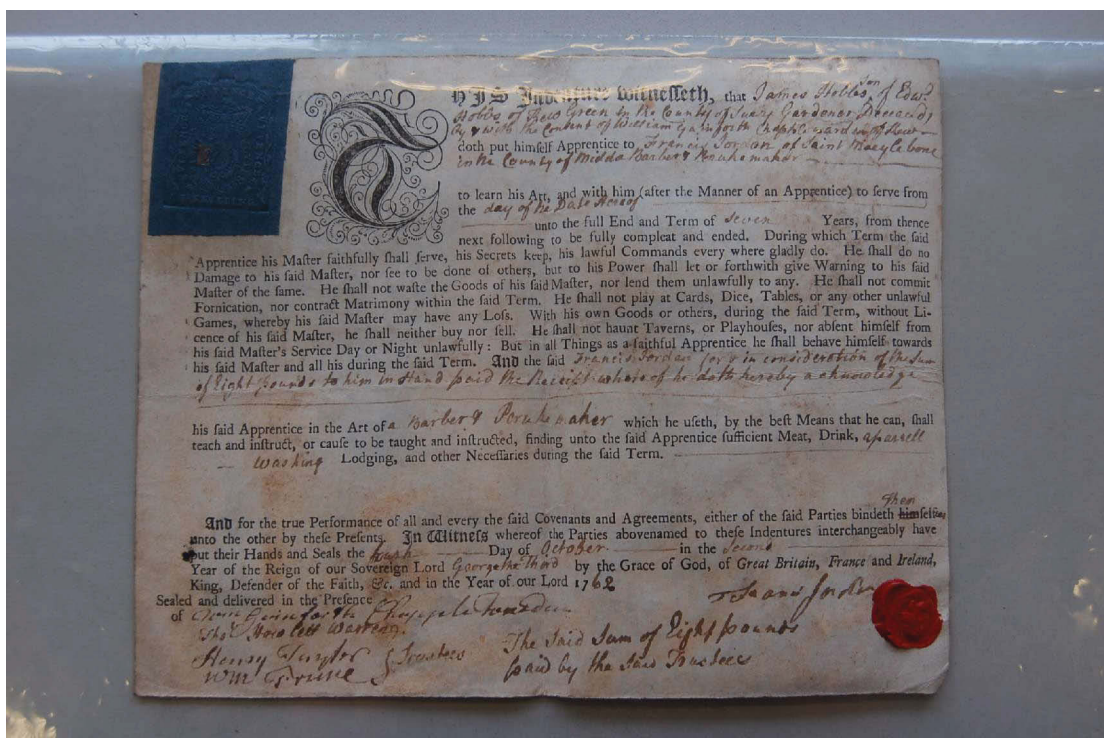 THIS Indenture Witnesseth, that James Hobbs son of Edwd.
Hobbs of Kew Green in the County of Surry Gardener Deceased
by & with the Consent of William Gainforth Chapple
doth put himself Apprentice to Francis Jordan of Saint Marylebone
in the County of Middx Barber & Perukemaker
to learn his Art, and with him (after the Manner of an Apprentice) to serve from
the day of the Date hereof
unto the full End and Term of Seven Years, from thence
next following to be fully compleat and ended. During which Term the said
Apprentice his Master faithfully shall serve, his Secrets keep, his lawful Commands every where gladly do. He shall do no
Damage to his said Master, nor see to be done of others, but to his Power shall let or forthwith give Warning to his said
Master of the same. He shall not waste the Goods of his said Master, nor lend them unlawfully to any. He shall not commit
Fornication, nor contract Matrimony within the said Term. He shall not play at Cards, Dice, Tables, or any other unlawful
Games, whereby his said Master may have any Loss. With his own Goods or others, during the said Term, without Li-
cence of his said Master, he shall neither buy nor sell. He shall not haunt Taverns, or Playhouses, nor absent himself from
his said Master's Service Day or Night unlawfully: But in all Things as a faithful Apprentice he shall behave himself towards
his said Master and all his during the said Term. And the said Francis Jordan for & in consideration of the Sum
of Eight pounds to him in Hand paid the Receipt whereof he doth hereby acknowledge
his said Apprentice in the Art of a Barber & Perukemaker which he useth, by the best Means that he can, shall
teach and instruct, or cause to be taught and instructed, finding unto the said Apprentice sufficient Meat, Drink, aparrell
Washing Lodging, and other Necessaries during the said Term.
Them
And for the true Performance of all and every the said Covenants and Agreements, either of the said Parties bindeth himself
unto the other by these Presents. In Witness whereof the Parties abovenamed to these Indentures interchangeably have
put their Hands and Seals the Day of October in the Second
Year of the Reign of our Sovereign Lord George the Third by the Grace of God, of Great Britain, France and Ireland,
King, Defender of the Faith, &c. and in the Year of our Lord 1762
Sealed and delivered in the Presence
of Wm Gainforth Chappele Warden
Francis Jordan
Thos. Howlett Warren
Henry Taylor } Trustees
Wm
The Said Sum of Eight pounds
paid by the Said Trustees